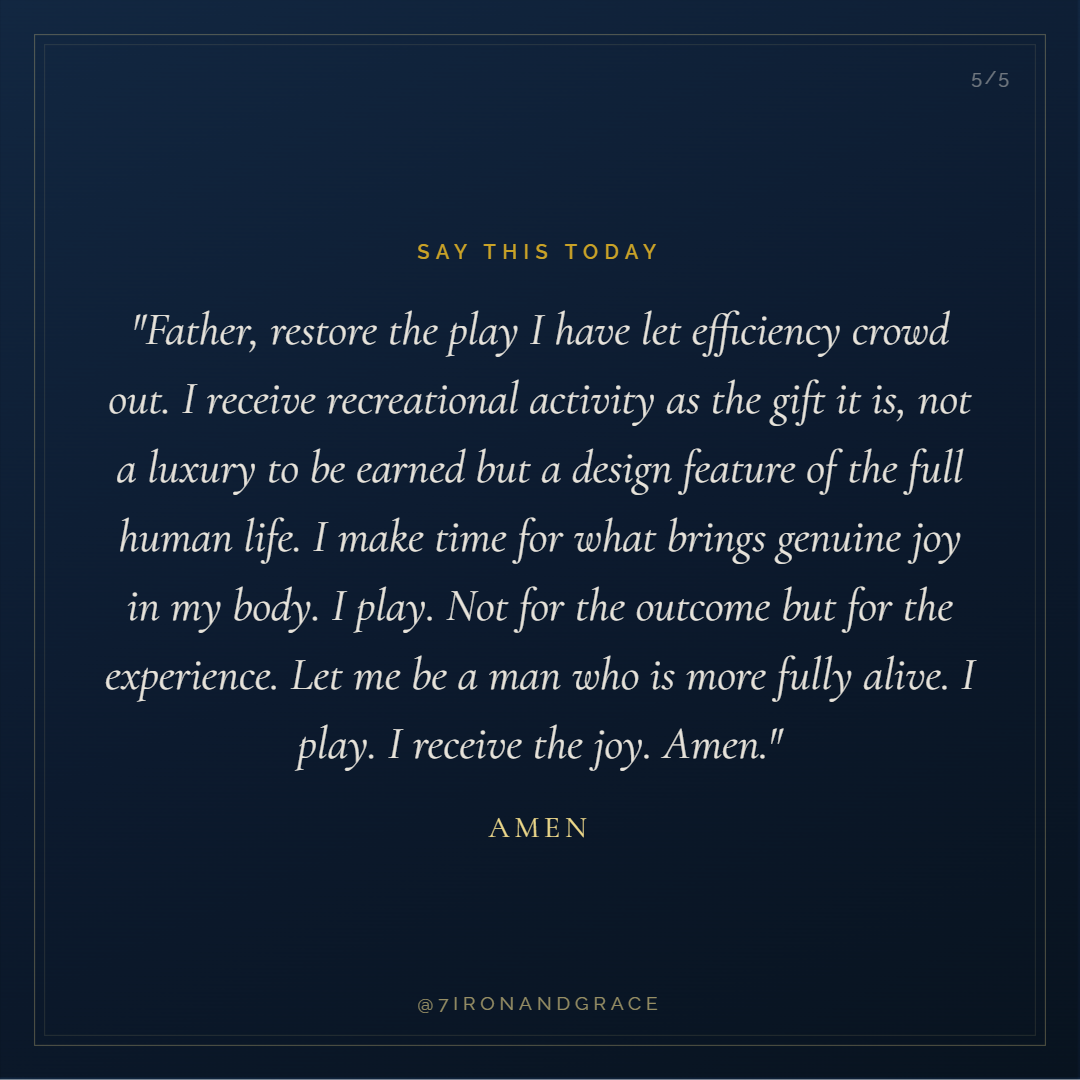 5/5
SAY THIS TODAY
"Father, restore the play I have let efficiency crowd
out. I receive recreational activity as the gift it is, not
a luxury to be earned but a design feature of the full
human life. I make time for what brings genuine joy
in my body. I play. Not for the outcome but for the
experience. Let me be a man who is more fully alive. I
play. I receive the joy. Amen."
AMEN
@7IRONANDGRACE